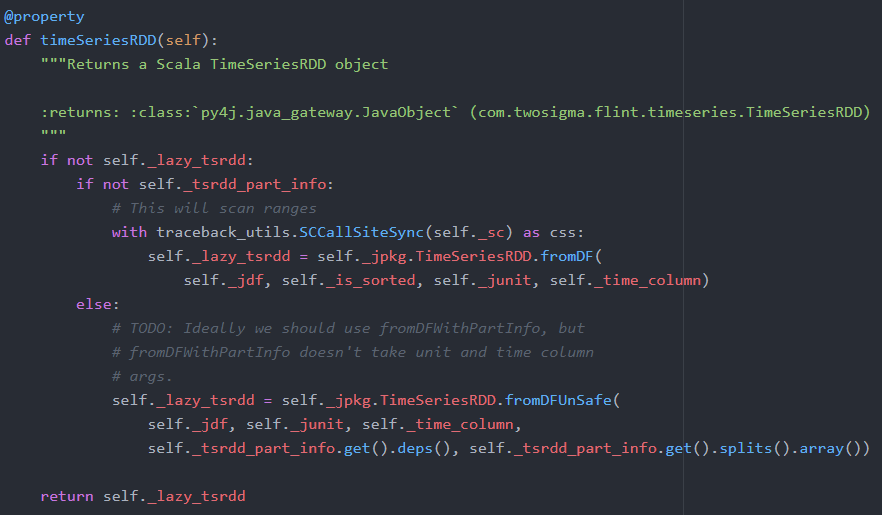 @property
def timeSeriesRDD(self):
    """Returns a Scala TimeSeriesRDD object

    :returns: :class:`py4j.java_gateway.JavaObject` (com.twosigma.flint.timeseries.TimeSeriesRDD)
    """
    if not self._lazy_tsrdd:
        if not self._tsrdd_part_info:
            # This will scan ranges
            with traceback_utils.SCCallSiteSync(self._sc) as css:
                self._lazy_tsrdd = self._jpkg.TimeSeriesRDD.fromDF(
                    self._jdf, self._is_sorted, self._junit, self._time_column)
        else:
            # TODO: Ideally we should use fromDFWithPartInfo, but
            # fromDFWithPartInfo doesn't take unit and time column
            # args.
            self._lazy_tsrdd = self._jpkg.TimeSeriesRDD.fromDFUnSafe(
                self._jdf, self._junit, self._time_column,
                self._tsrdd_part_info.get().deps(), self._tsrdd_part_info.get().splits().array())

    return self._lazy_tsrdd